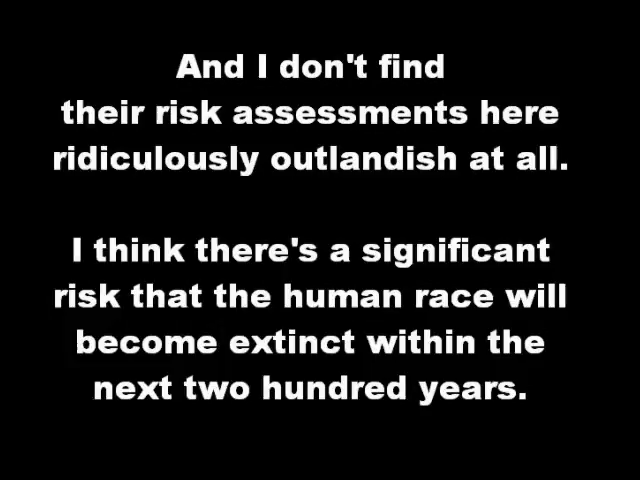 And I don't find
their risk assessments here
ridiculously outlandish at all.
I think there's a significant
risk that the human race will
become extinct within the
next two hundred years.